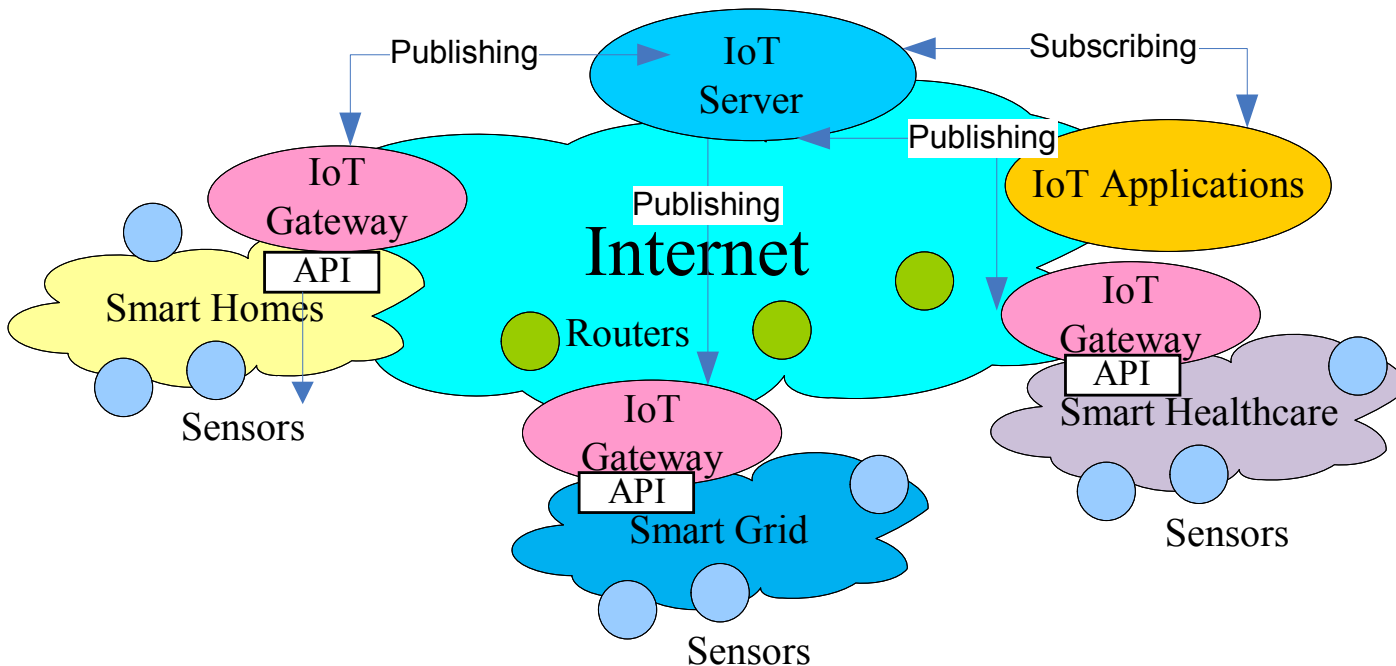 Publishing
IoT
Server
Subscribing
Publishing
IoT
Gateway
IoT Applications
Publishing
Internet
API
Smart Homes
IoT
Gateway
Routers
API
Smart Healthcare
Sensors
IoT
Gateway
API
Smart Grid
Sensors
Sensors